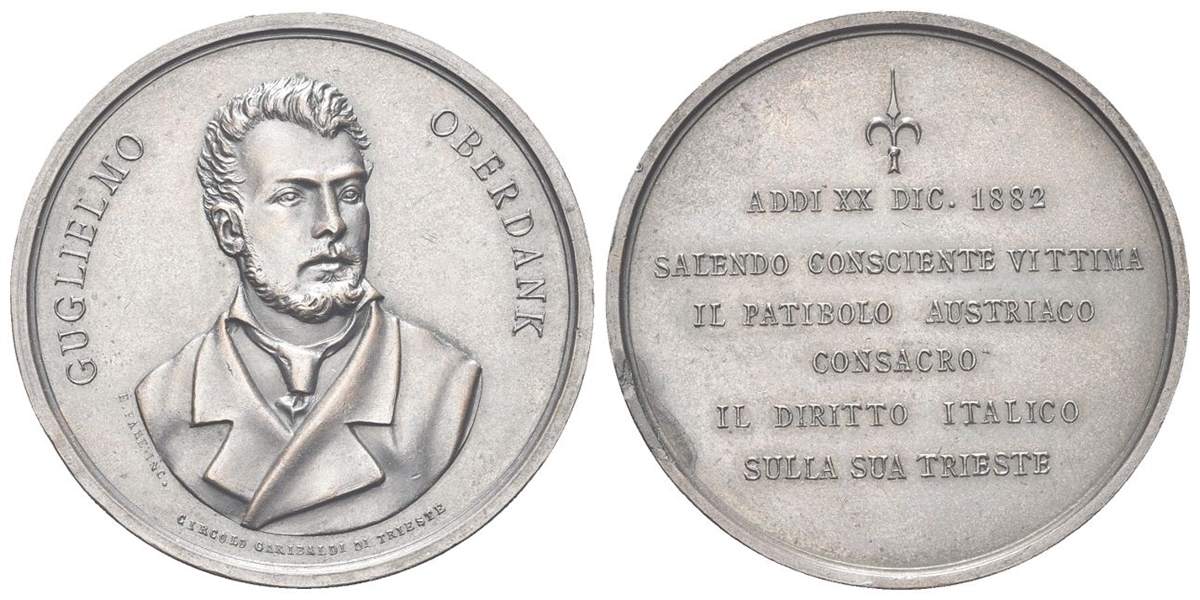 GUGLIELMO OBERDANK
CIRCOLO GARIBALDI DI TRIESTE
ADDI XX DIC. 1882
SALENDO CONSCIENTE VITTIMA
IL PATIBOLO AUSTRIACO
CONSACRO
IL DIRITTO ITALICO
SULLA SUA TRIESTE